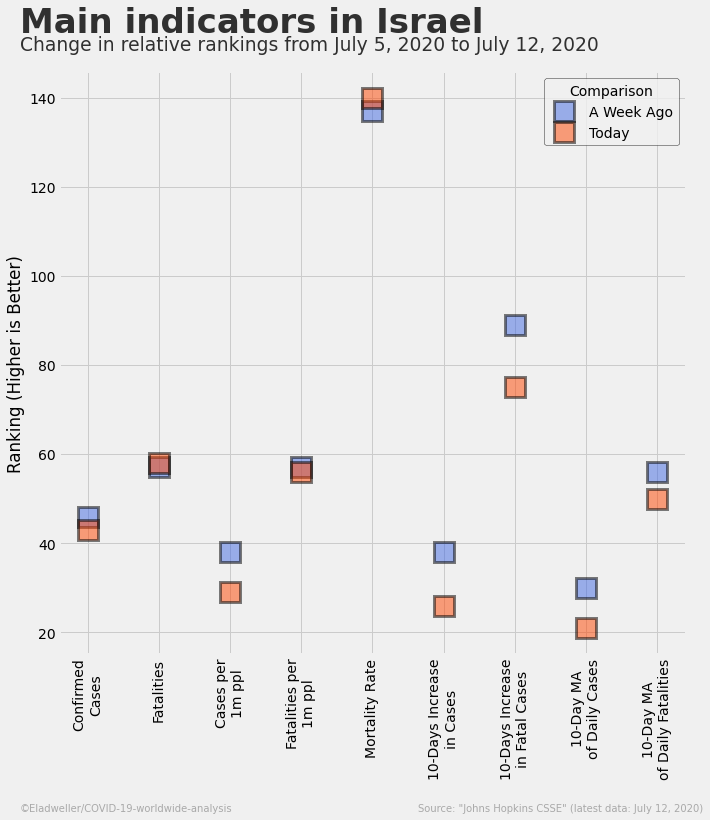 Main indicators in Israel
Change in relative rankings from July 5, 2020 to July 12, 2020
Comparison
A Week Ago
Today
Ranking (Higher is Better)
140
120
100
80
60
40
20
Confirmed
Cases
Fatalities
Cases per
1m ppl
Fatalities per
1m ppl
Mortality Rate
10-Days Increase
in Cases
10-Days Increase
in Fatal Cases
10-Day MA
of Daily Cases
10-Day MA
of Daily Fatalities
©Eladweller/COVID-19-worldwide-analysis
Source: "Johns Hopkins CSSE" (latest data: July 12, 2020)